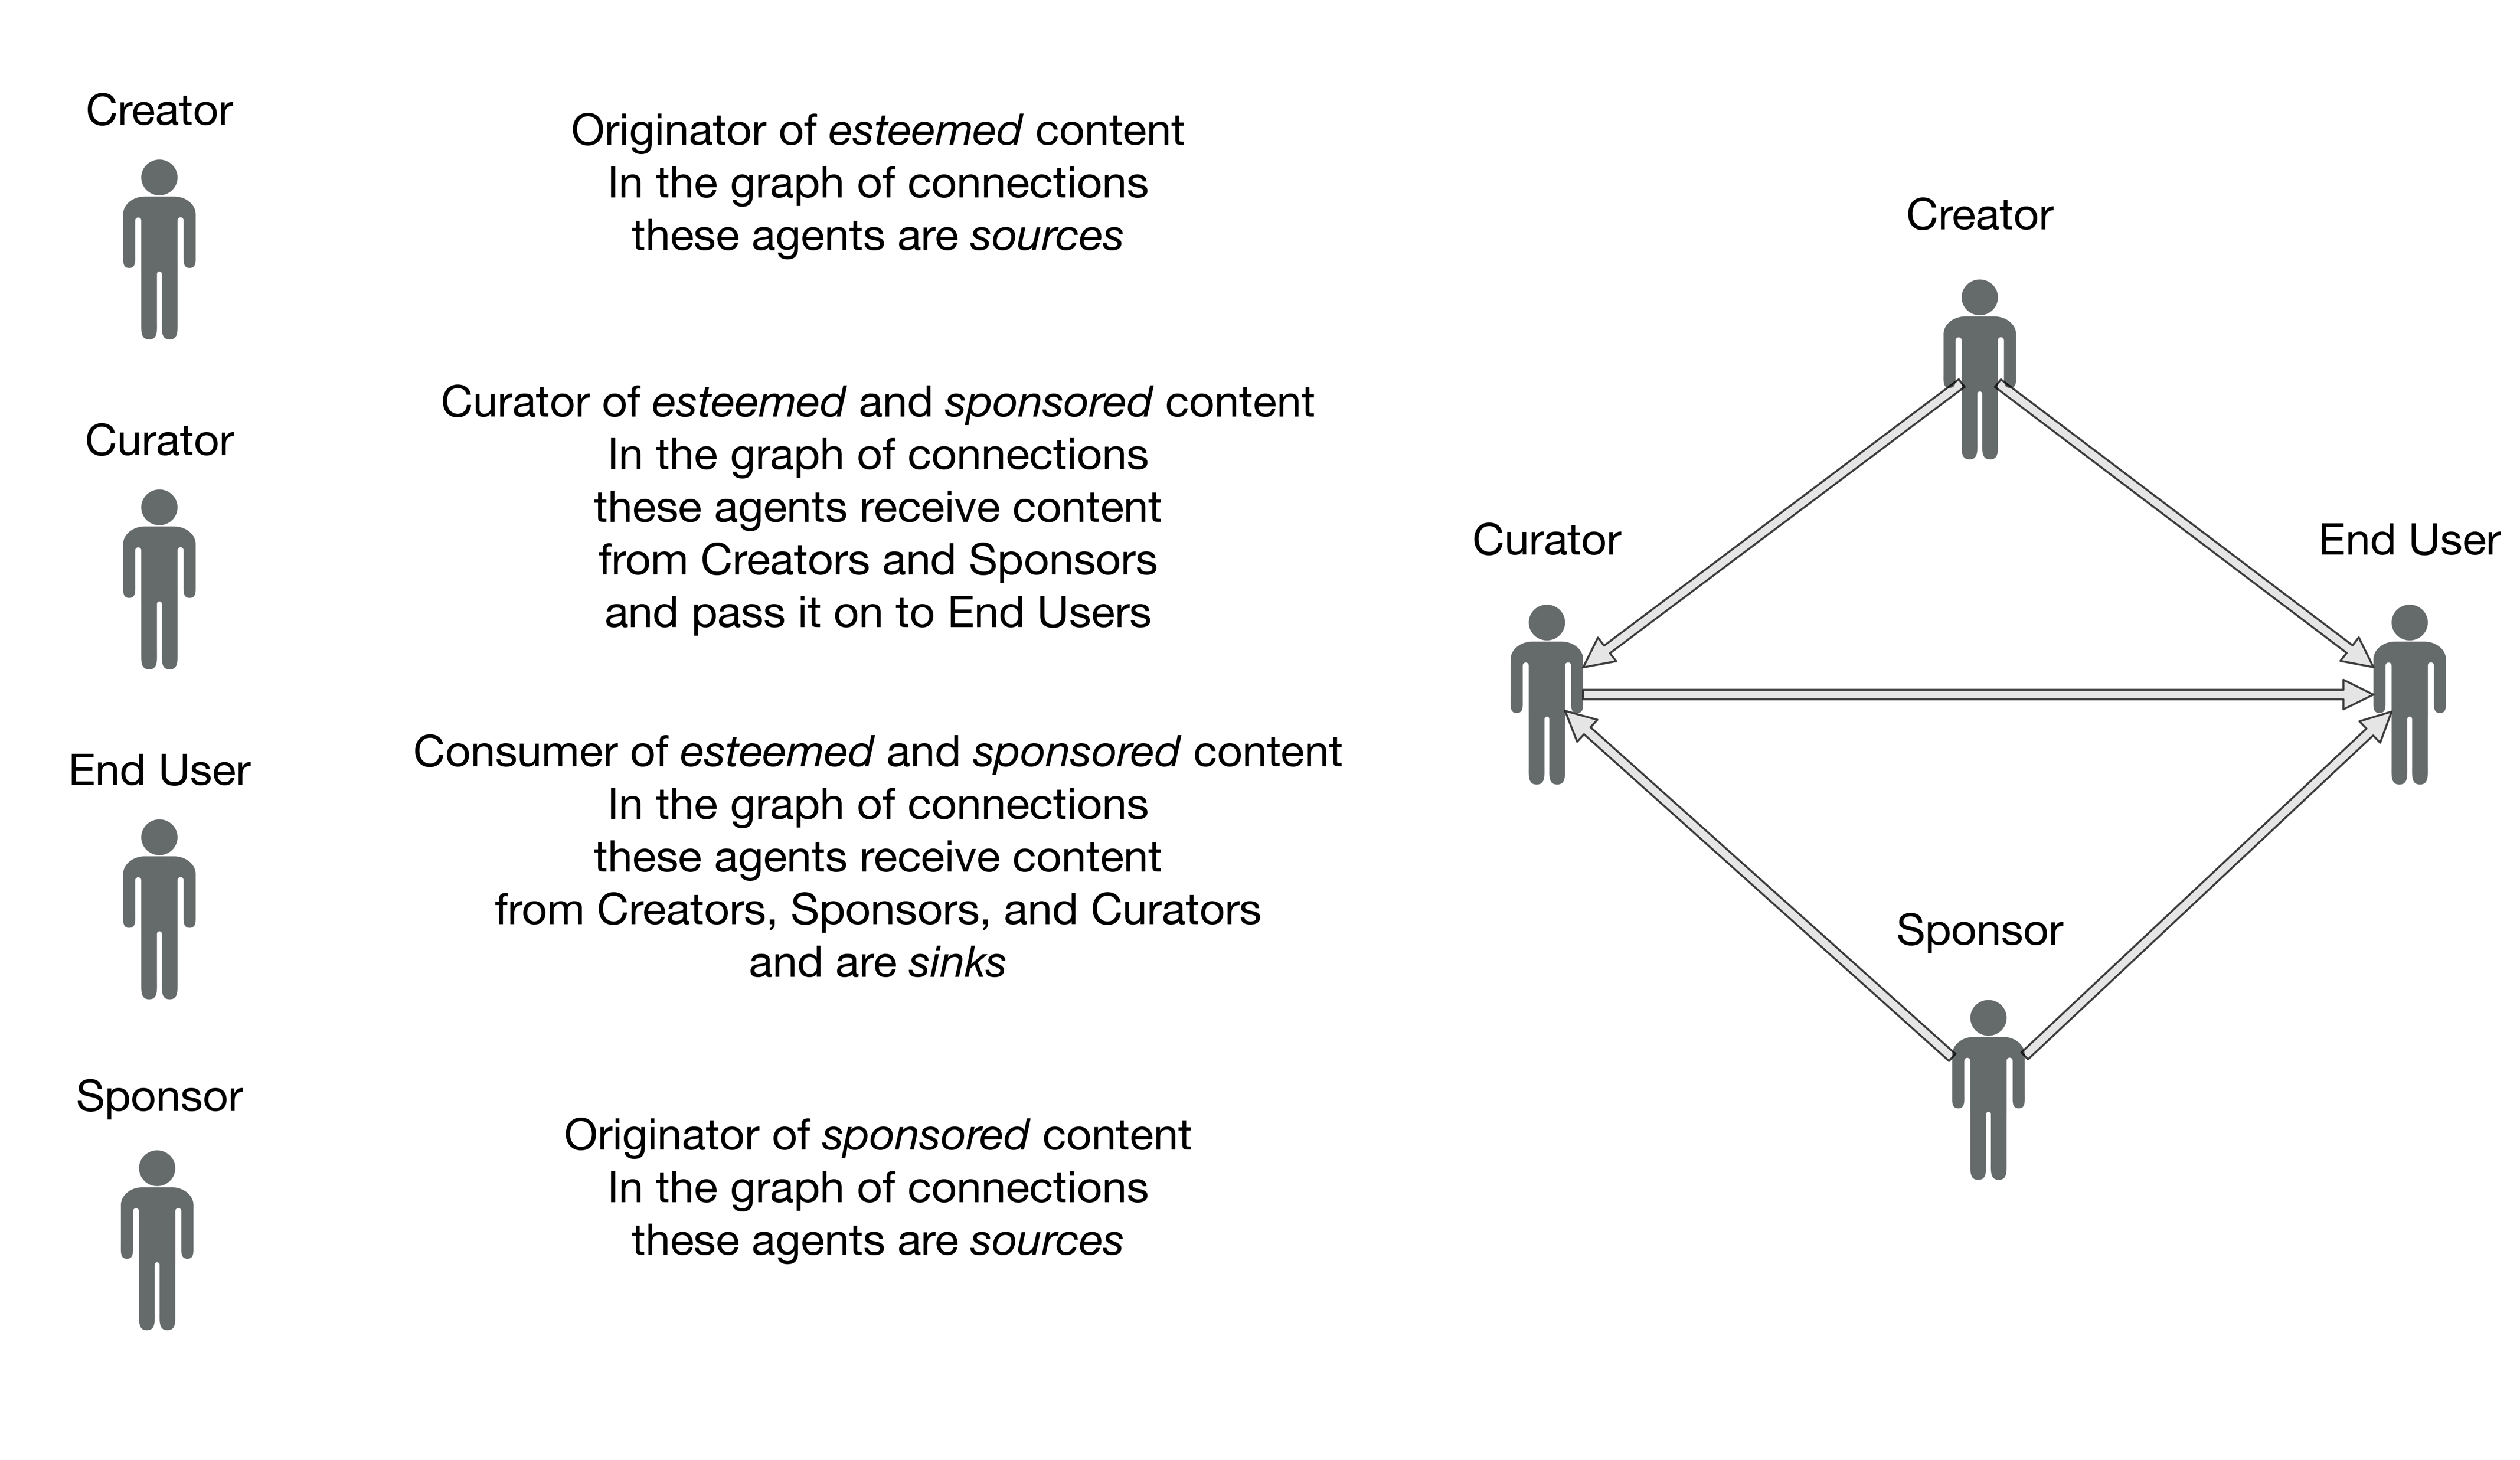 Creator
Originator of esteemed content
In the graph of connections
these agents are sources
Curator
Curator of esteemed and sponsored content
In the graph of connections
these agents receive content
from Creators and Sponsors
and pass it on to End Users
End User
Consumer of esteemed and sponsored content
In the graph of connections
these agents receive content
from Creators, Sponsors, and Curators
and are sinks
Sponsor
Originator of sponsored content
In the graph of connections
these agents are sources
Creator
Curator
End User
Sponsor